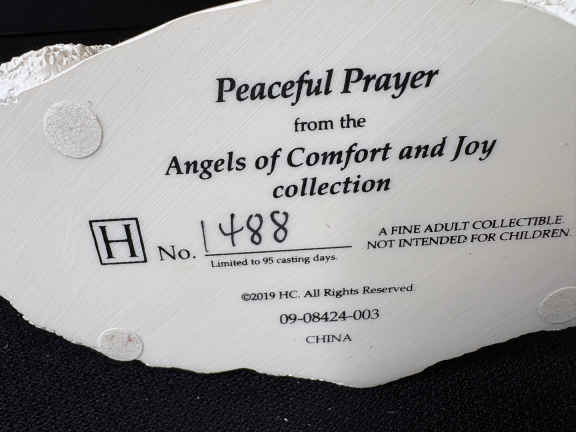 Peaceful Prayer
from the
Angels of Comfort and Joy
collection
H No. 1488
Limited to 95 casting days.
A FINE ADULT COLLECTIBLE
NOT INTENDED FOR CHILDREN.
©2019 HC. All Rights Reserved
09-08424-003
CHINA